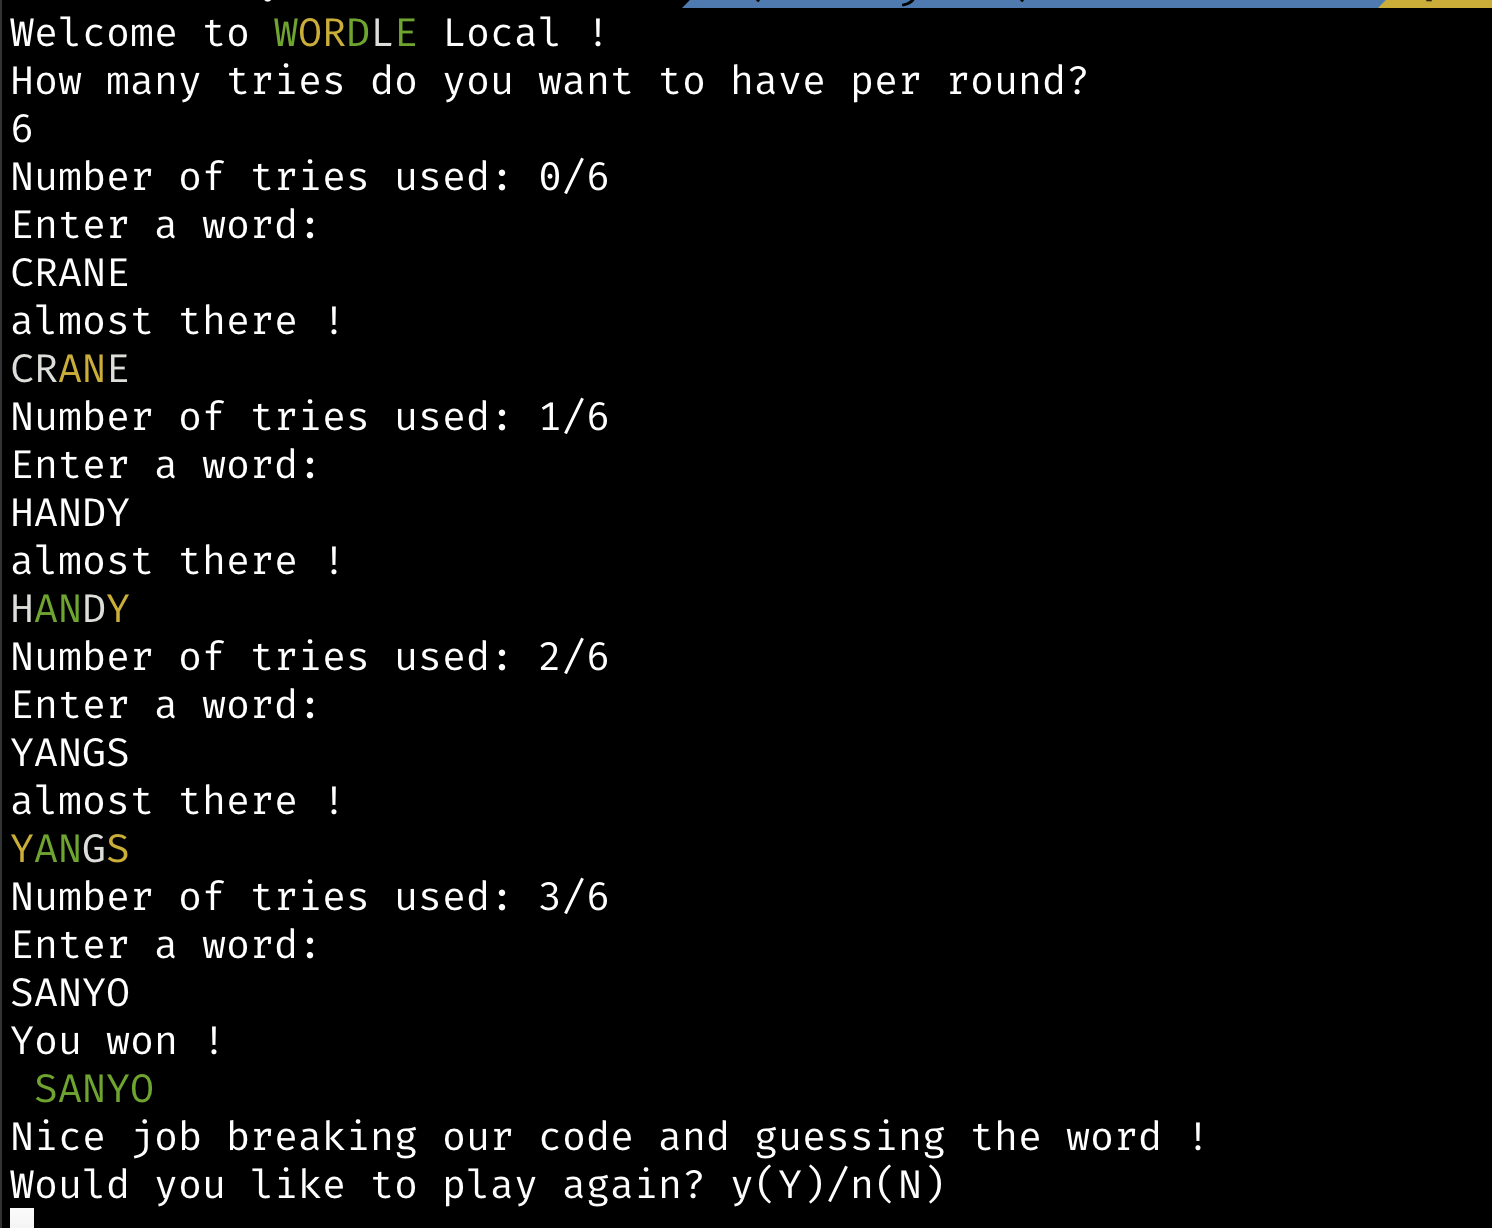 Welcome to WORDLE Local !
How many tries do you want to have per round?
6
Number of tries used: 0/6
Enter a word:
CRANE
almost there !
CRANE
Number of tries used: 1/6
Enter a word:
HANDY
almost there !
HANDY
Number of tries used: 2/6
Enter a word:
YANGS
almost there !
YANGS
Number of tries used: 3/6
Enter a word:
SANYO
You won !
 SANYO
Nice job breaking our code and guessing the word !
Would you like to play again? y(Y)/n(N)